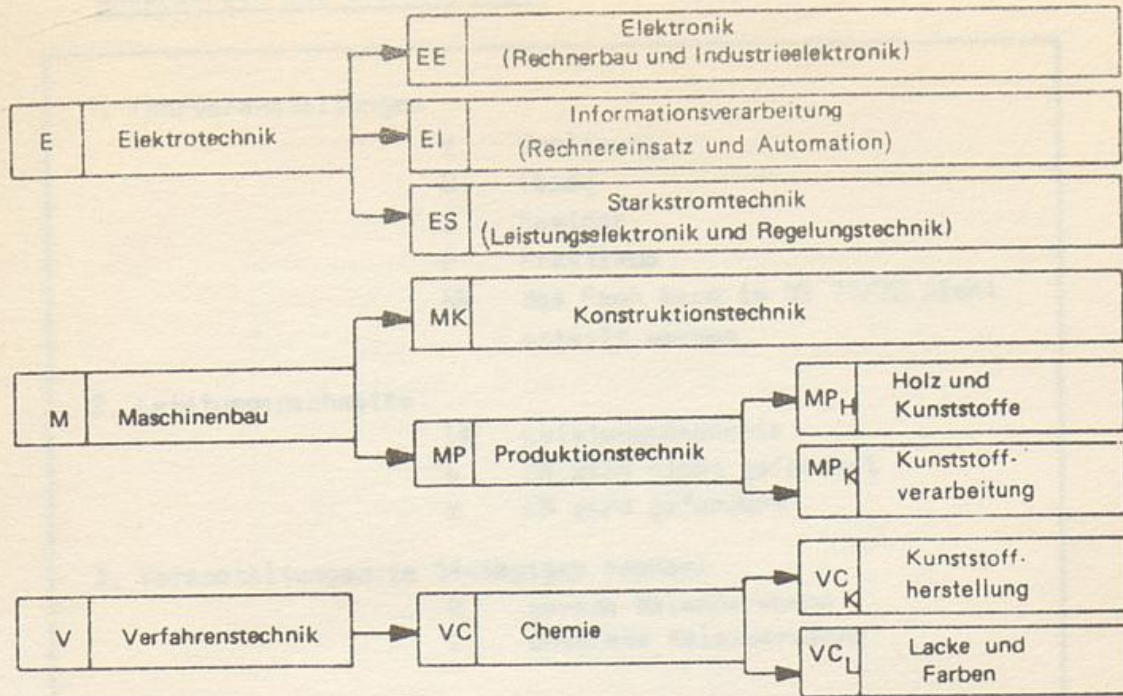 EE Elektronik
(Rechnerbau und Industrieelektronik)
E Elektrotechnik
EI Informationsverarbeitung
(Rechnereinsatz und Automation)
ES Starkstromtechnik
(Leistungselektronik und Regelungstechnik)
MK Konstruktionstechnik
M Maschinenbau
MP Produktionstechnik
MPH Holz und
Kunststoffe
MPK Kunststoff-
verarbeitung
V Verfahrenstechnik
VC Chemie
VCK Kunststoff-
herstellung
VCL Lacke und
Farben